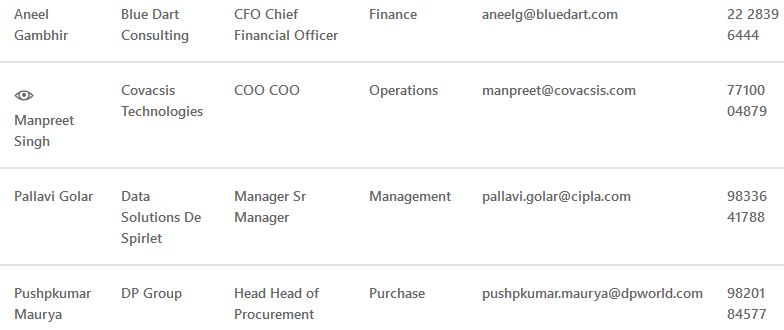 Aneel Blue Dart CFO Chief Finance aneelg@bluedart.com 22 2839
Gambhir Consulting Financial Officer 6444
Covacsis COO COO Operations manpreet@covacsis.com 77100
Technologies 04879
Manpreet
Singh
Pallavi Golar Data Manager Sr Management pallavi.golar@cipla.com 98336
Solutions De Manager 41788
Spirlet
Pushpkumar DP Group Head Head of Purchase pushpkumar.maurya@dpworld.com 98201
Maurya Procurement 84577